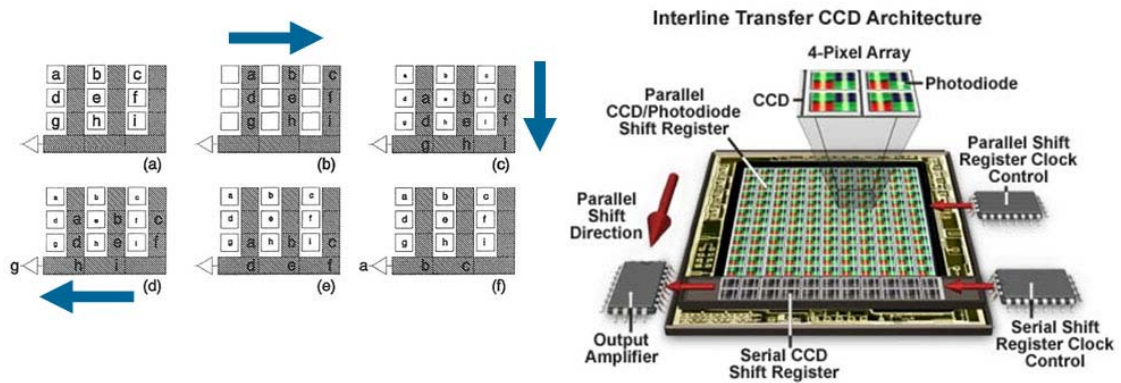 a b c
d e f
g h i
(a)
a b c
d e f
g h i
(b)
a b c
d a e b f c
g d h e i f
g h i
(c)
a b c
d a e b f c
g d h e i f
g h i
(d)
a b c
d e f
g a h b i c
d e f
(e)
a b c
d e f
g h i
a b c
(f)
Interline Transfer CCD Architecture
4-Pixel Array
Photodiode
CCD
Parallel
CCD/Photodiode
Shift Register
Parallel Shift
Register Clock
Control
Parallel
Shift
Direction
Output
Amplifier
Serial CCD
Shift Register
Serial Shift
Register Clock
Control